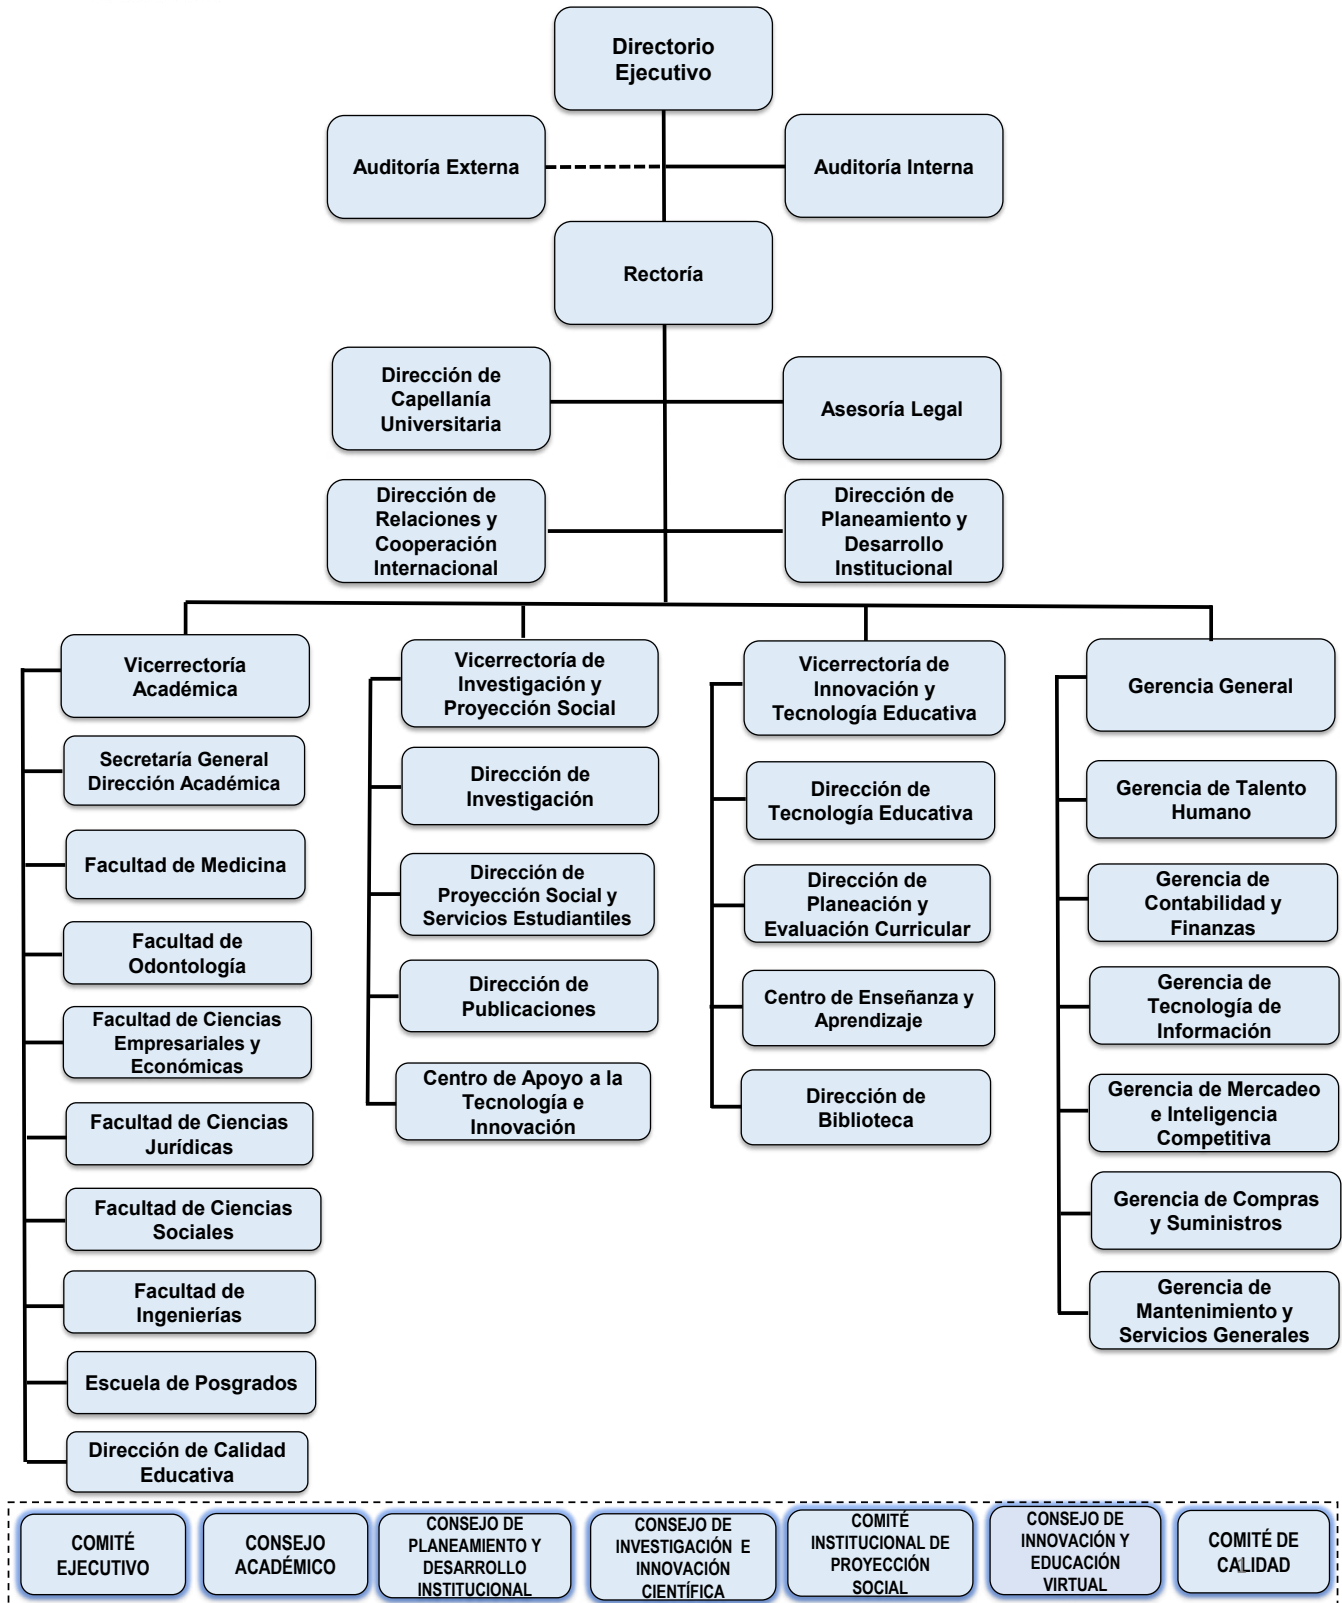 Directorio
Ejecutivo
Auditoría Externa
Auditoría Interna
Rectoría
Dirección de
Capellanía
Universitaria
Asesoría Legal
Dirección de
Relaciones y
Cooperación
Internacional
Dirección de
Planeamiento y
Desarrollo
Institucional
Vicerrectoría
Académica
Secretaría General
Dirección Académica
Facultad de Medicina
Facultad de
Odontología
Facultad de Ciencias
Empresariales y
Económicas
Facultad de Ciencias
Jurídicas
Facultad de Ciencias
Sociales
Facultad de
Ingenierías
Escuela de Posgrados
Dirección de Calidad
Educativa
Vicerrectoría de
Investigación y
Proyección Social
Dirección de
Investigación
Dirección de
Proyección Social y
Servicios Estudiantiles
Dirección de
Publicaciones
Centro de Apoyo a la
Tecnología e
Innovación
Vicerrectoría de
Innovación y
Tecnología Educativa
Dirección de
Tecnología Educativa
Dirección de
Planeación y
Evaluación Curricular
Centro de Enseñanza y
Aprendizaje
Dirección de
Biblioteca
Gerencia General
Gerencia de Talento
Humano
Gerencia de
Contabilidad y
Finanzas
Gerencia de
Tecnología de
Información
Gerencia de Mercadeo
e Inteligencia
Competitiva
Gerencia de Compras
y Suministros
Gerencia de
Mantenimiento y
Servicios Generales
COMITÉ
EJECUTIVO
CONSEJO
ACADÉMICO
CONSEJO DE
PLANEAMIENTO Y
DESARROLLO
INSTITUCIONAL
CONSEJO DE
INVESTIGACIÓN E
INNOVACIÓN
CIENTÍFICA
COMITÉ
INSTITUCIONAL DE
PROYECCIÓN
SOCIAL
CONSEJO DE
INNOVACIÓN Y
EDUCACIÓN
VIRTUAL
COMITÉ DE
CALIDAD